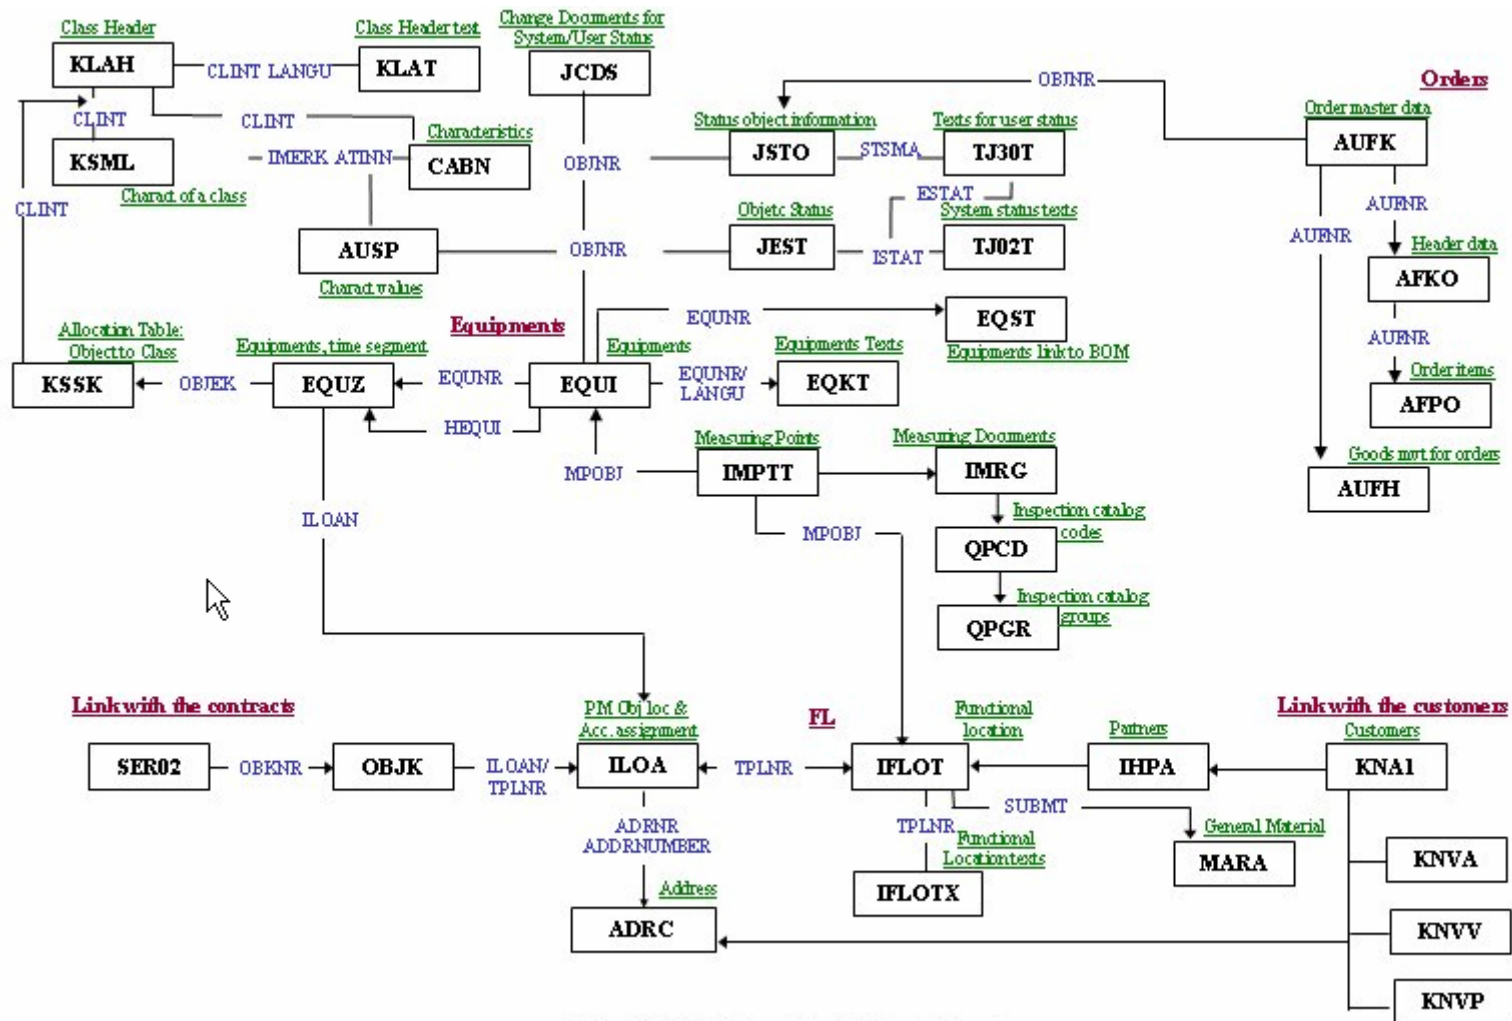 Class Header
KLAH
CLINT LANGU
Class Header text
KLAT
Change Documents for
System/User Status
JCDS
OBJNR
Orders
Order master data
AUFK
CLINT
KSML
Charact of a class
CLINT
Characteristics
CABN
IMERK ATINN
OBJNR
Status object information
JSTO
STSMA
Texts for user status
TJ30T
ESTAT
CLINT
AUSP
Charact values
OBJNR
Objetc Status
JEST
ISTAT
System status texts
TJ02T
AUFNR
AUFNR
Header data
AFKO
AUFNR
Order items
AFPO
Goods mvt for orders
AUFH
Allocation Table:
Object to Class
KSSK
OBJEK
Equipments, time segment
EQUZ
EQUNR
HEQUI
Equipments
Equipments
EQUI
EQUNR
EQST
Equipments link to BOM
EQUNR/
LANGU
Equipments Texts
EQKT
MPOBJ
Measuring Points
IMPTT
Measuring Documents
IMRG
Inspection catalog
codes
QPCD
Inspection catalog
groups
QPGR
ILOAN
MPOBJ
Link with the contracts
SER02
OBKNR
OBJK
ILOAN/
TPLNR
PM Obj loc &
Acc. assignment
ILOA
TPLNR
FL
Functional
location
IFLOT
Partners
IHPA
Link with the customers
Customers
KNA1
ADRNR
ADDRNUMBER
Address
ADRC
TPLNR
Functional
Location texts
IFLOTX
SUBMT
General Material
MARA
KNVA
KNVV
KNVP